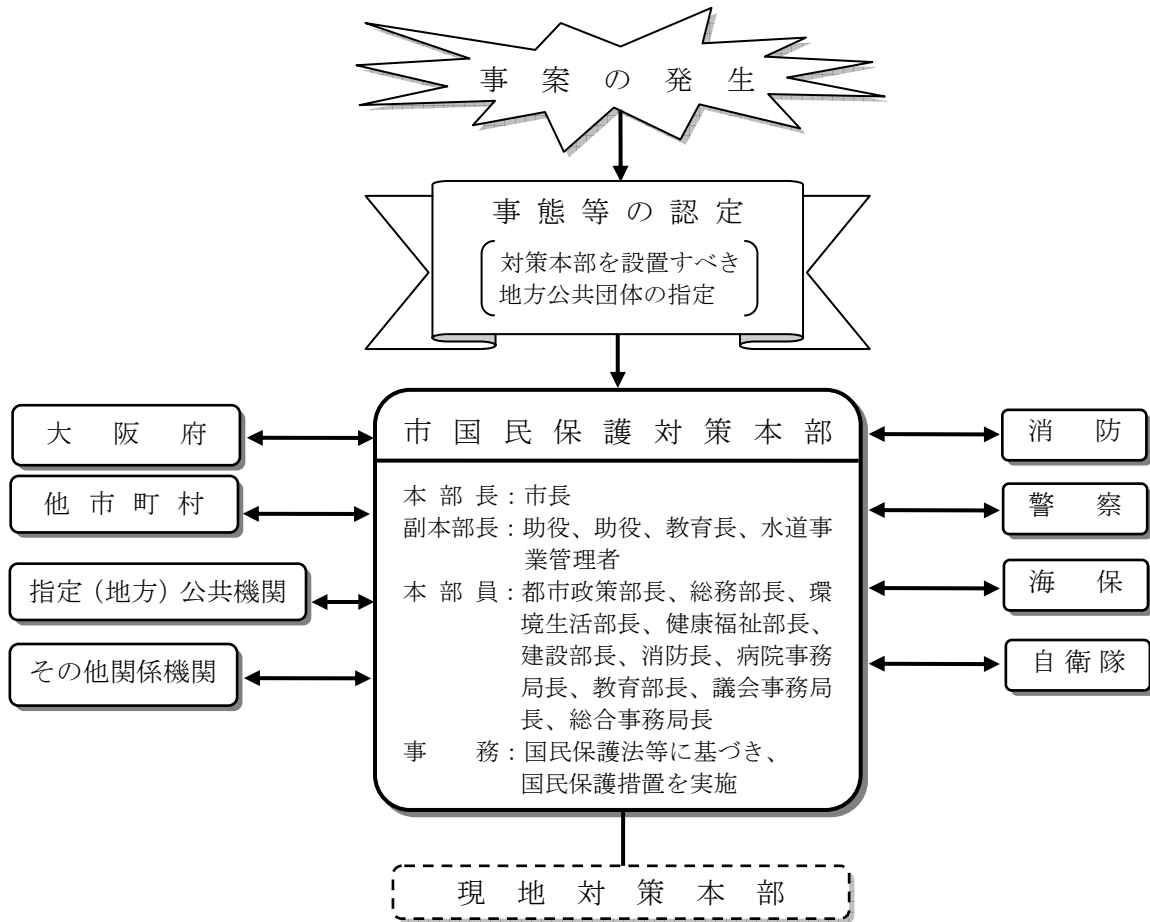 事案の発生
事態等の認定
対策本部を設置すべき
地方公共団体の指定
市国民保護対策本部
本部長：市長
副本部長：助役、助役、教育長、水道事
業管理者
本部員：都市政策部長、総務部長、環
境生活部長、健康福祉部長、
建設部長、消防長、病院事務
局長、教育部長、議会事務局
長、総合事務局長
事務：国民保護法等に基づき、
国民保護措置を実施
大阪府
他市町村
指定（地方）公共機関
その他関係機関
消防
警察
海保
自衛隊
現地対策本部